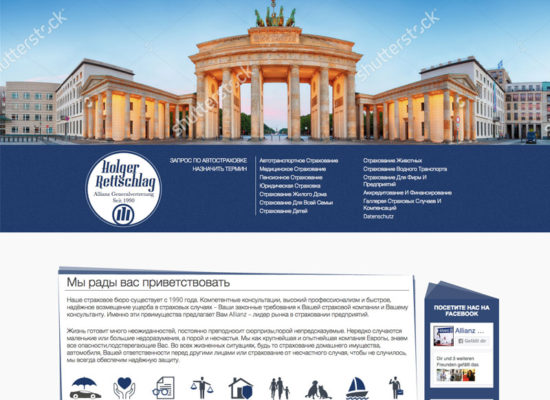 shutterstock
shutterstock
shutterstock
Holger
Rettschlag
Allianz Generalvertretung
Seit 1990
ЗАПРОС ПО АВТОСТРАХОВКЕ
НАЗНАЧИТЬ ТЕРМИН
Автотранспортное Страхование
Медицинское Страхование
Пенсионное Страхование
Юридическая Страховка
Страхование Жилого Дома
Страхование Для Всей Семьи
Страхование Детей
Страхование Животных
Страхование Водного Транспорта
Страхование Для Фирм И
Предприятий
Аккредитование И Финансирование
Галлерея Страховых Случаев И
Компенсаций
Datenschutz
Мы рады вас приветствовать
Наше страховое бюро существует с 1990 года. Компетентные консультации, высокий профессионализм и быстрое,
надёжное возмещение ущерба в страховых случаях – Ваши законные требования к Вашей страховой компании и Вашему
консультанту. Именно эти преимущества предлагает Вам Allianz – лидер рынка в страховании предприятий.
Жизнь готовит много неожиданностей, постоянно преподносит сюрпризы,порой непредсказуемые. Нередко случаются
маленькие или большие недоразумения, а порой и несчастья. Мы как крупнейшая и опытнейшая компания Европы, знаем
все опасности,подстерегающие Вас. Во всех жизненных ситуациях, будь то страхование домашнего имущества,
автомобиля, Вашей ответственности перед другими лицами или страхование от несчастного случая, чтобы не случилось,
мы всегда обеспечим надёжную защиту.
ПОСЕТИТЕ НАС НА
FACEBOOK
Allianz ...
Gefällt dir
Dir und 3 weiteren
Freunden gefällt das